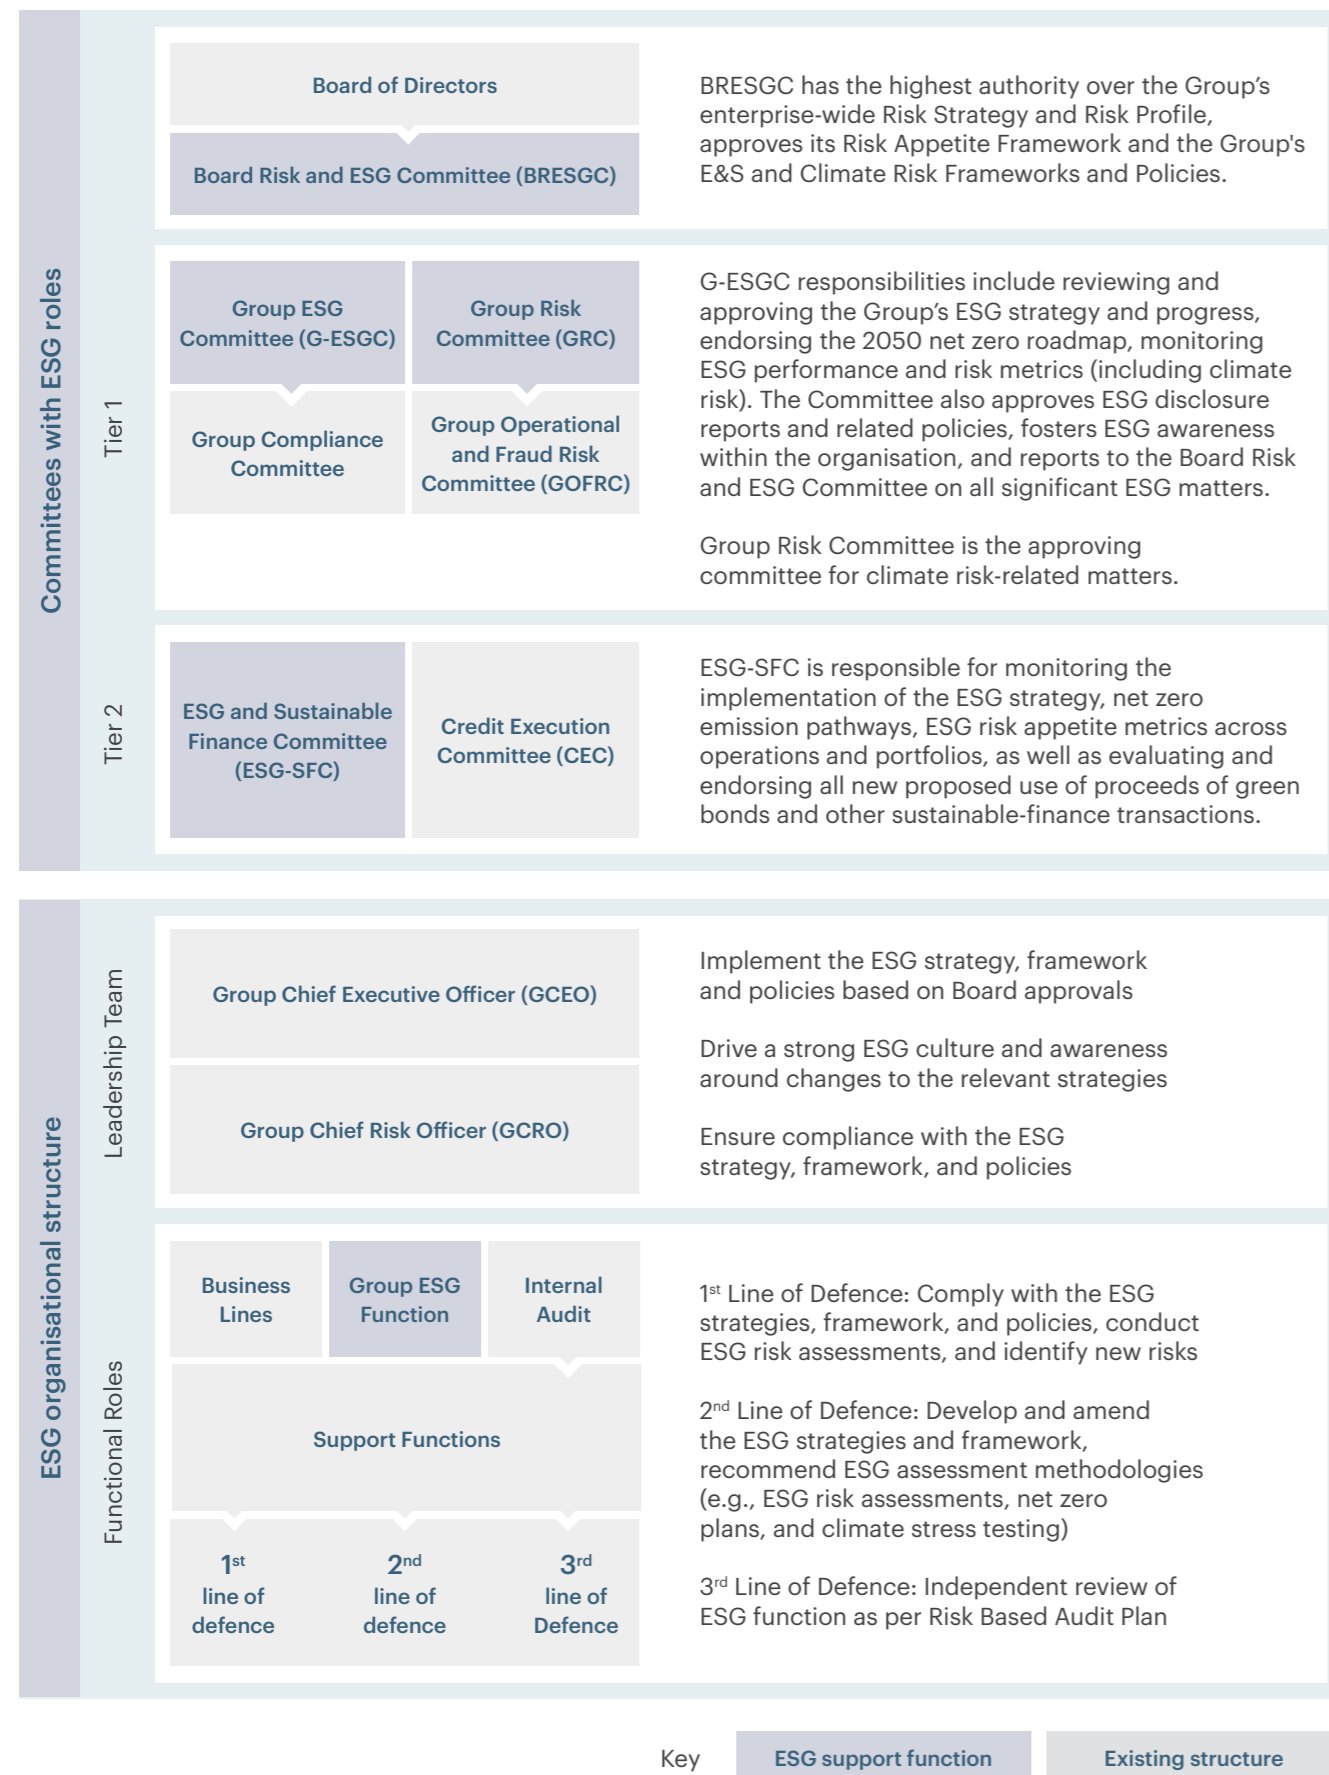 Committees with ESG roles
Board of Directors
Board Risk and ESG Committee (BRESGC)
BRESGC has the highest authority over the Group’s
enterprise-wide Risk Strategy and Risk Profile,
approves its Risk Appetite Framework and the Group's
E&S and Climate Risk Frameworks and Policies.
Tier 1
Group ESG
Committee (G-ESGC)
Group Risk
Committee (GRC)
Group Compliance
Committee
Group Operational
and Fraud Risk
Committee (GOFRC)
G-ESGC responsibilities include reviewing and
approving the Group’s ESG strategy and progress,
endorsing the 2050 net zero roadmap, monitoring
ESG performance and risk metrics (including climate
risk). The Committee also approves ESG disclosure
reports and related policies, fosters ESG awareness
within the organisation, and reports to the Board Risk
and ESG Committee on all significant ESG matters.
Group Risk Committee is the approving
committee for climate risk-related matters.
Tier 2
ESG and Sustainable
Finance Committee
(ESG-SFC)
Credit Execution
Committee (CEC)
ESG-SFC is responsible for monitoring the
implementation of the ESG strategy, net zero
emission pathways, ESG risk appetite metrics across
operations and portfolios, as well as evaluating and
endorsing all new proposed use of proceeds of green
bonds and other sustainable-finance transactions.
ESG organisational structure
Leadership Team
Group Chief Executive Officer (GCEO)
Group Chief Risk Officer (GCRO)
Implement the ESG strategy, framework
and policies based on Board approvals
Drive a strong ESG culture and awareness
around changes to the relevant strategies
Ensure compliance with the ESG
strategy, framework, and policies
Functional Roles
Business
Lines
Group ESG
Function
Internal
Audit
Support Functions
1st
line of
defence
2nd
line of
defence
3rd
line of
Defence
1st Line of Defence: Comply with the ESG
strategies, framework, and policies, conduct
ESG risk assessments, and identify new risks
2nd Line of Defence: Develop and amend
the ESG strategies and framework,
recommend ESG assessment methodologies
(e.g., ESG risk assessments, net zero
plans, and climate stress testing)
3rd Line of Defence: Independent review of
ESG function as per Risk Based Audit Plan
Key
ESG support function
Existing structure